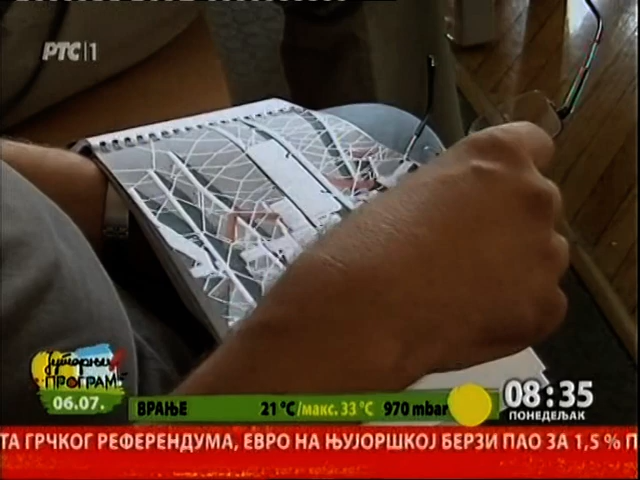 РТС|1
Јутарњи
ПРОГРАМ
06.07.
ВРАЊЕ 21 °C/макс. 33 °C 970 mbar
08:35
ПОНЕДЕЉАК
ТА ГРЧКОГ РЕФЕРЕНДУМА, ЕВРО НА ЊУЈОРШКОЈ БЕРЗИ ПАО ЗА 1,5 % П